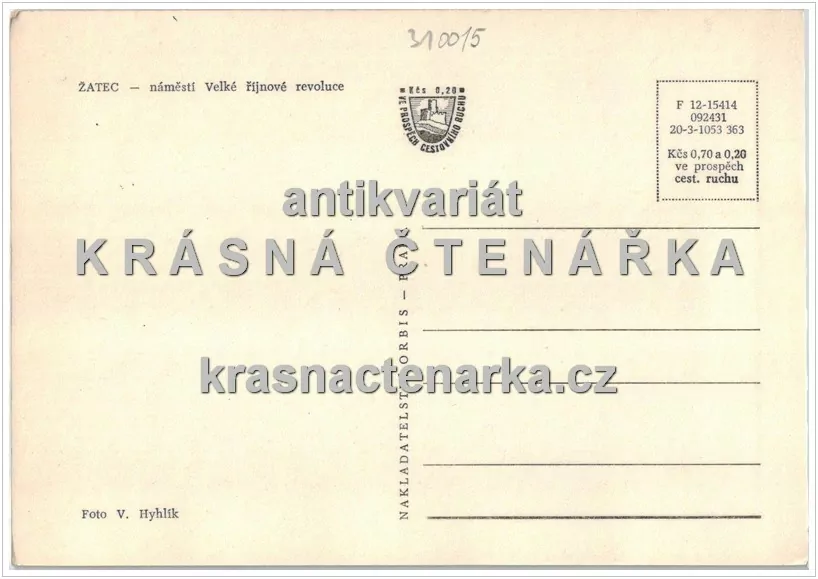 310015
ŽATEC — náměstí Velké říjnové revoluce
Kčs 0,20
VE PROSPĚCH CESTOVNÍHO RUCHU
F 12-15414
092431
20-3-1053 363
Kčs 0,70 a 0,20
ve prospěch
cest. ruchu
antikvariát
KRÁSNÁ ČTENÁŘKA
krasnactenarka.cz
NAKLADATELSTVÍ ORBIS — PRAHA
Foto V. Hyhlík